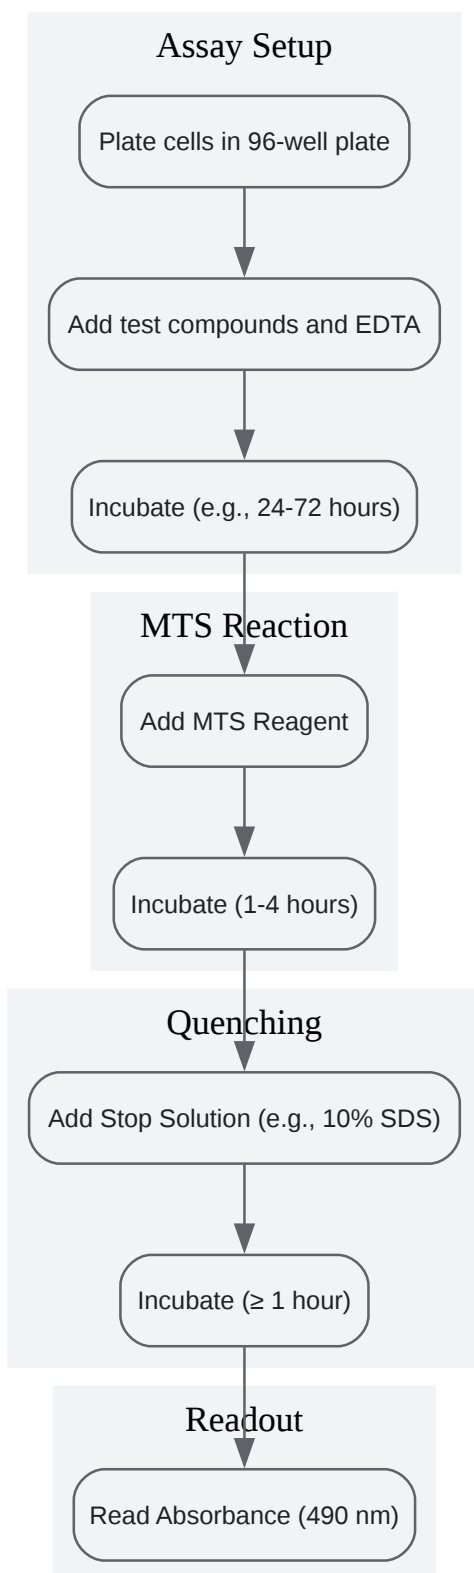 Assay Setup
Plate cells in 96-well plate
Add test compounds and EDTA
Incubate (e.g., 24-72 hours)
MTS Reaction
Add MTS Reagent
Incubate (1-4 hours)
Quenching
Add Stop Solution (e.g., 10% SDS)
Incubate (≥ 1 hour)
Readout
Read Absorbance (490 nm)